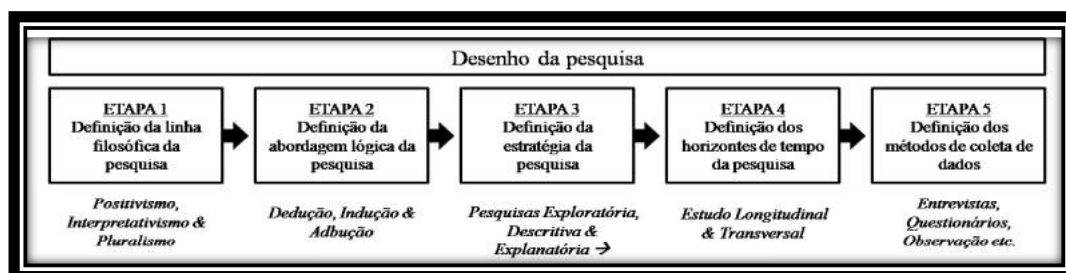 Desenho da pesquisa
ETAPA 1
Definição da linha
filosófica da
pesquisa
ETAPA 2
Definição da
abordagem lógica da
pesquisa
ETAPA 3
Definição da
estratégia da
pesquisa
ETAPA 4
Definição dos
horizontes de tempo
da pesquisa
ETAPA 5
Definição dos
métodos de coleta de
dados
Positivismo,
Interpretativismo &
Pluralismo
Dedução, Indução &
Adbução
Pesquisas Exploratória,
Descritiva &
Explanatória →
Estudo Longitudinal
& Transversal
Entrevistas,
Questionários,
Observação etc.